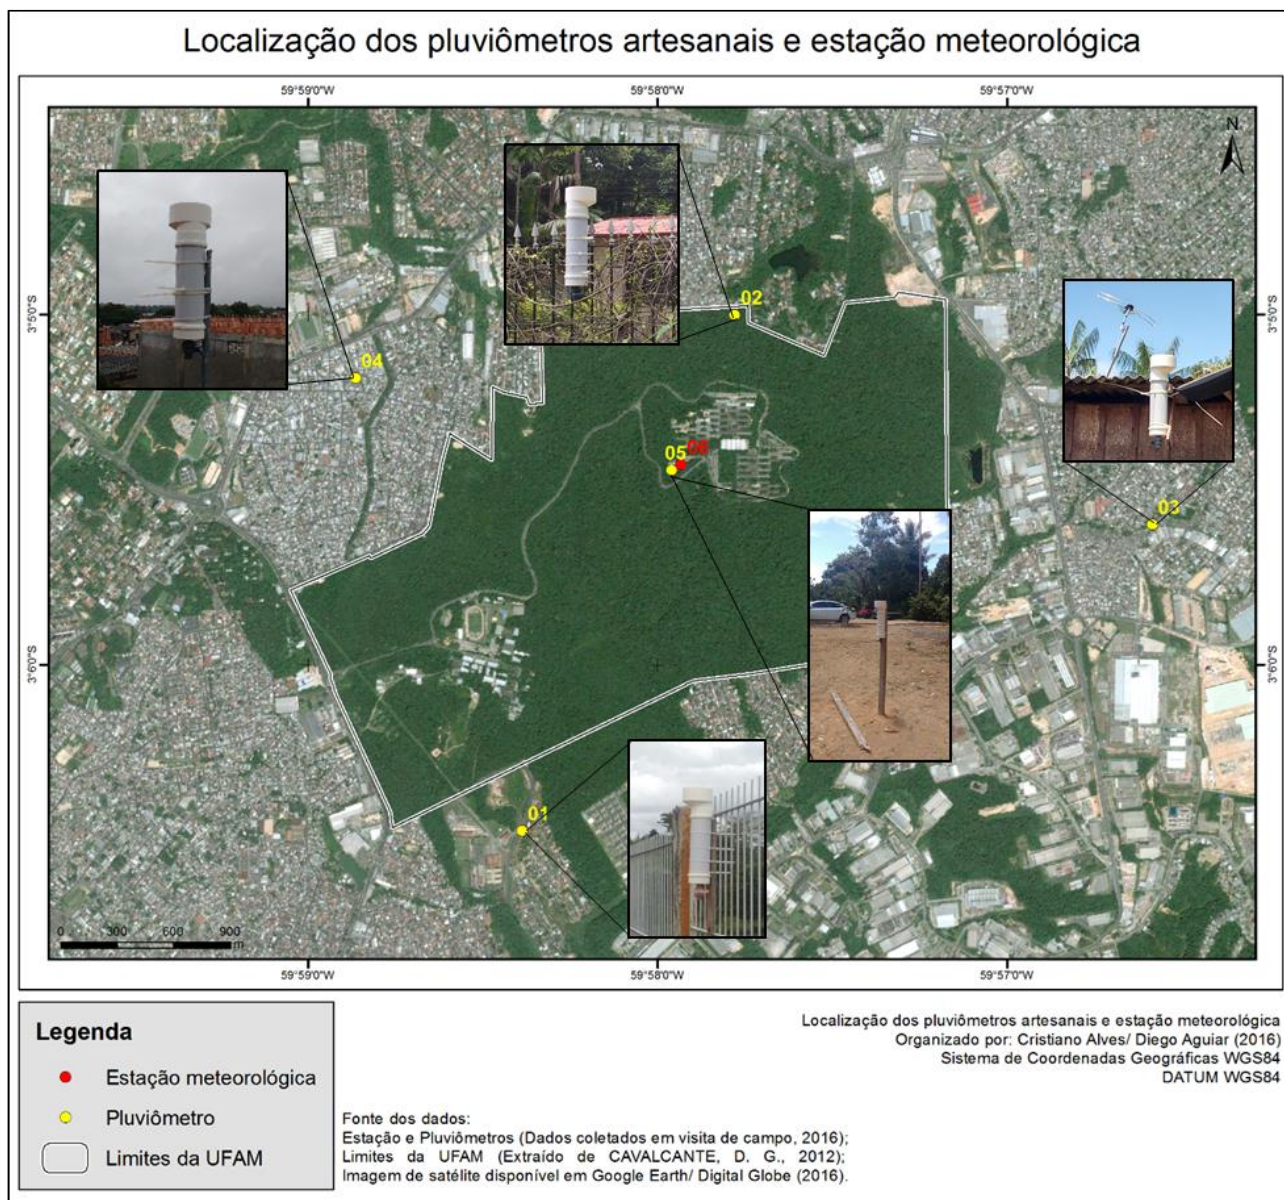 Localização dos pluviômetros artesanais e estação meteorológica
59°59'0"W 59°58'0"W 59°57'0"W
N
02
3°5'0"S 3°5'0"S
04
05 06
03
3°6'0"S 3°6'0"S
01
0 300 600 900
m
59°59'0"W 59°58'0"W 59°57'0"W
Legenda
Estação meteorológica
Pluviômetro
Limites da UFAM
Localização dos pluviômetros artesanais e estação meteorológica
Organizado por: Cristiano Alves/ Diego Aguiar (2016)
Sistema de Coordenadas Geográficas WGS84
DATUM WGS84
Fonte dos dados:
Estação e Pluviômetros (Dados coletados em visita de campo, 2016);
Limites da UFAM (Extraído de CAVALCANTE, D. G., 2012);
Imagem de satélite disponível em Google Earth/ Digital Globe (2016).